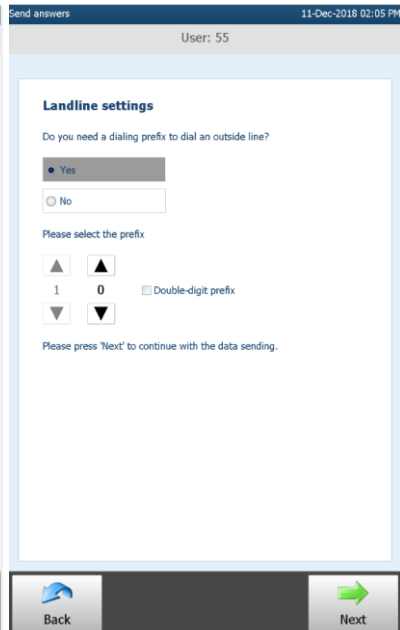 Send answers 11-Dec-2018 02:05 PM
User: 55
Landline settings
Do you need a dialing prefix to dial an outside line?
Yes
No
Please select the prefix
1 0 Double-digit prefix
Please press 'Next' to continue with the data sending.
Back Next